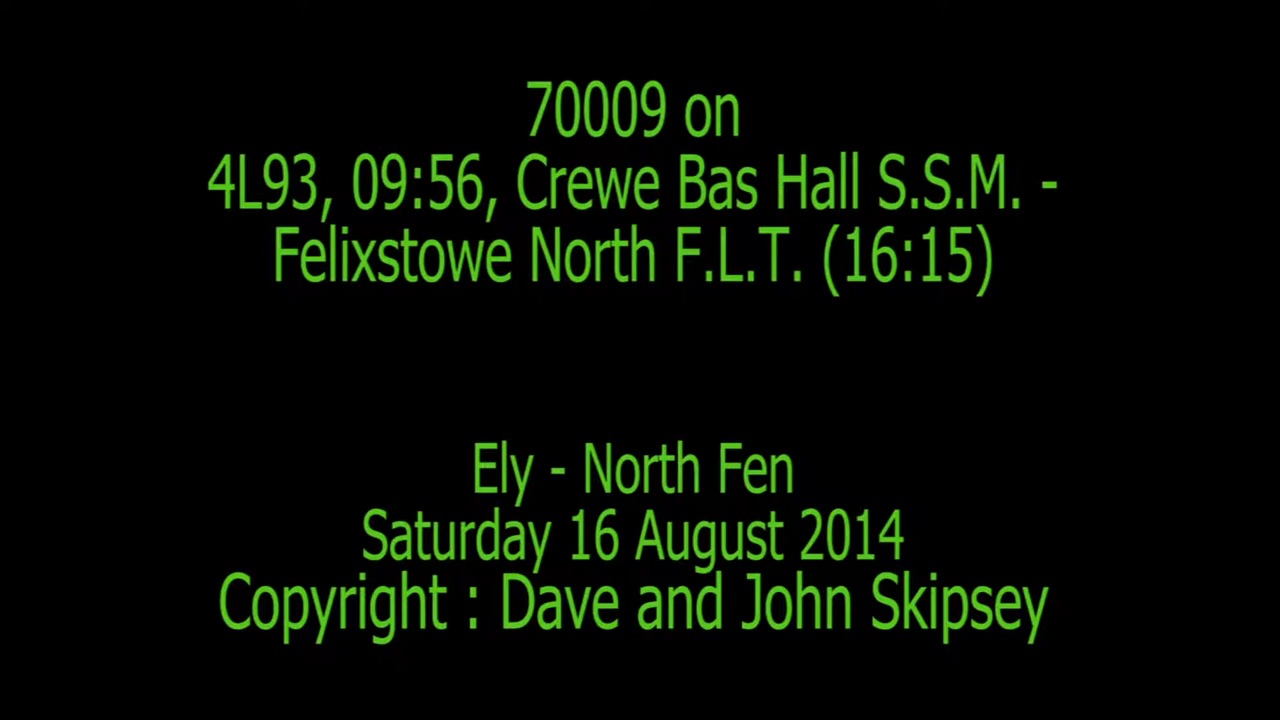 70009 on
4L93, 09:56, Crewe Bas Hall S.S.M. -
Felixstowe North F.L.T. (16:15)
Ely - North Fen
Saturday 16 August 2014
Copyright : Dave and John Skipsey